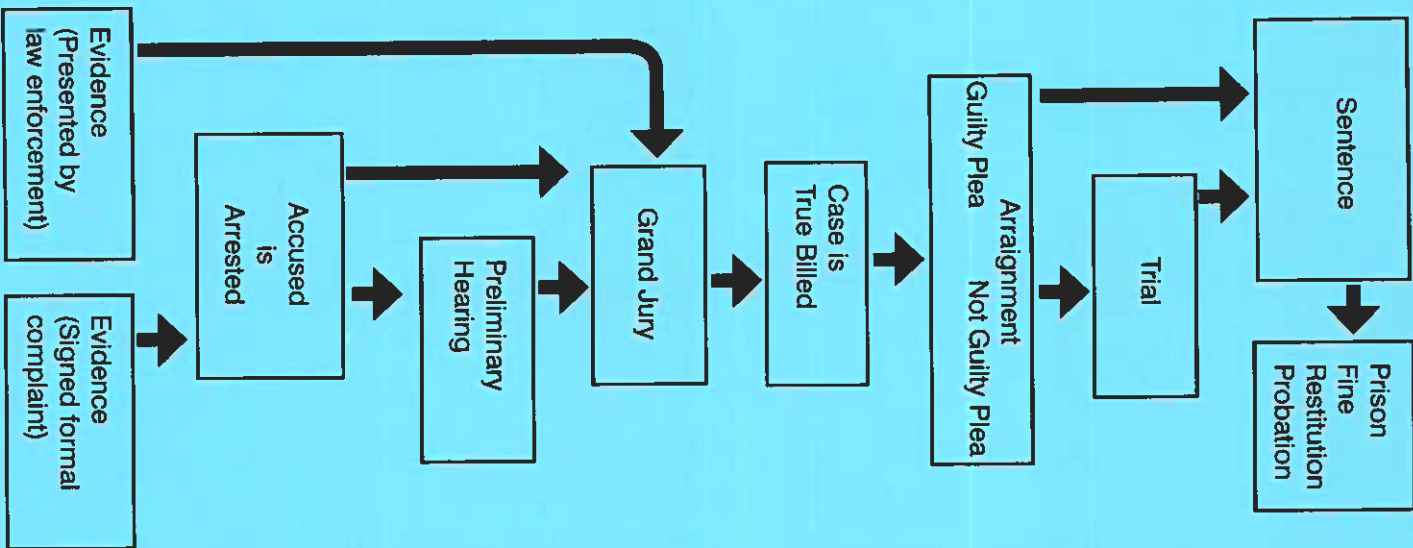 Sentence
Prison
Fine
Restitution
Probation
Trial
Arraignment
Guilty Plea Not Guilty Plea
Case is
True Billed
Grand Jury
Preliminary
Hearing
Accused
is
Arrested
Evidence
(Presented by
law enforcement)
Evidence
(Signed formal
complaint)